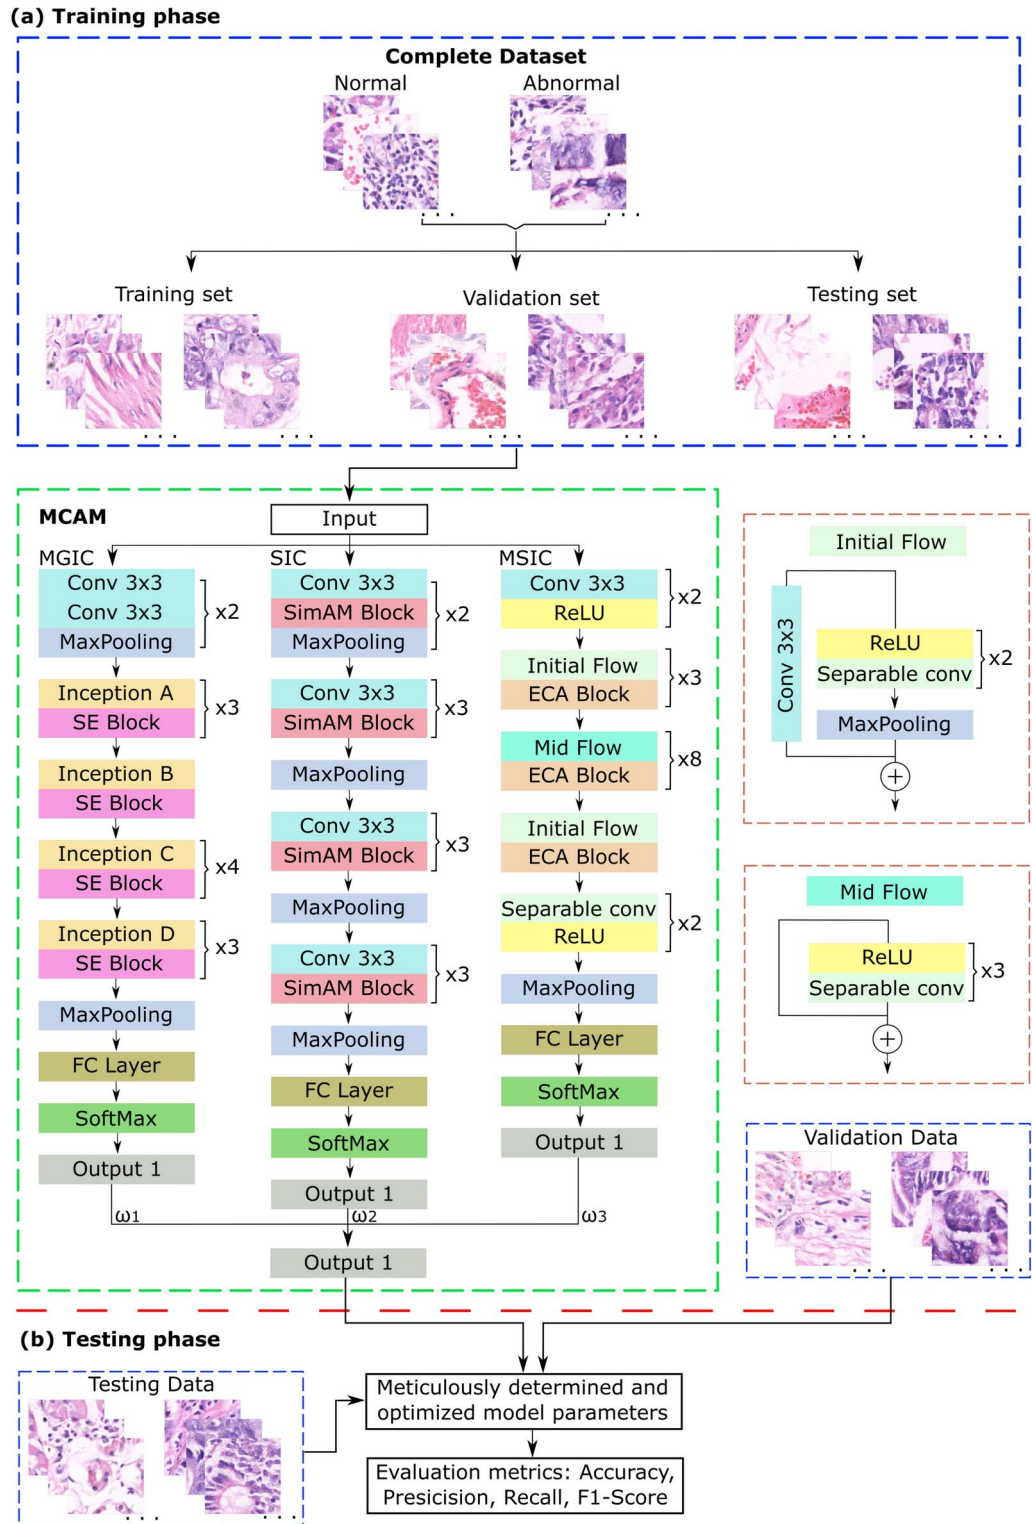 (a) Training phase
Complete Dataset
Normal
Abnormal
. . .
. . .
Training set
Validation set
Testing set
. . .
. . .
. . .
. . .
. . .
. . .
MCAM
Input
MGIC
Conv 3x3
Conv 3x3
MaxPooling
x2
Inception A
SE Block
x3
Inception B
SE Block
Inception C
SE Block
x4
Inception D
SE Block
x3
MaxPooling
FC Layer
SoftMax
Output 1
ω1
SIC
Conv 3x3
SimAM Block
MaxPooling
x2
Conv 3x3
SimAM Block
x3
MaxPooling
Conv 3x3
SimAM Block
x3
MaxPooling
Conv 3x3
SimAM Block
x3
MaxPooling
FC Layer
SoftMax
Output 1
ω2
MSIC
Conv 3x3
ReLU
x2
Initial Flow
ECA Block
x3
Mid Flow
ECA Block
x8
Initial Flow
ECA Block
Separable conv
ReLU
x2
MaxPooling
FC Layer
SoftMax
Output 1
ω3
Output 1
Initial Flow
Conv 3x3
ReLU
Separable conv
x2
MaxPooling
+
Mid Flow
ReLU
Separable conv
x3
+
Validation Data
. . .
. . .
(b) Testing phase
Testing Data
. . .
. . .
Meticulously determined and
optimized model parameters
Evaluation metrics: Accuracy,
Presicision, Recall, F1-Score